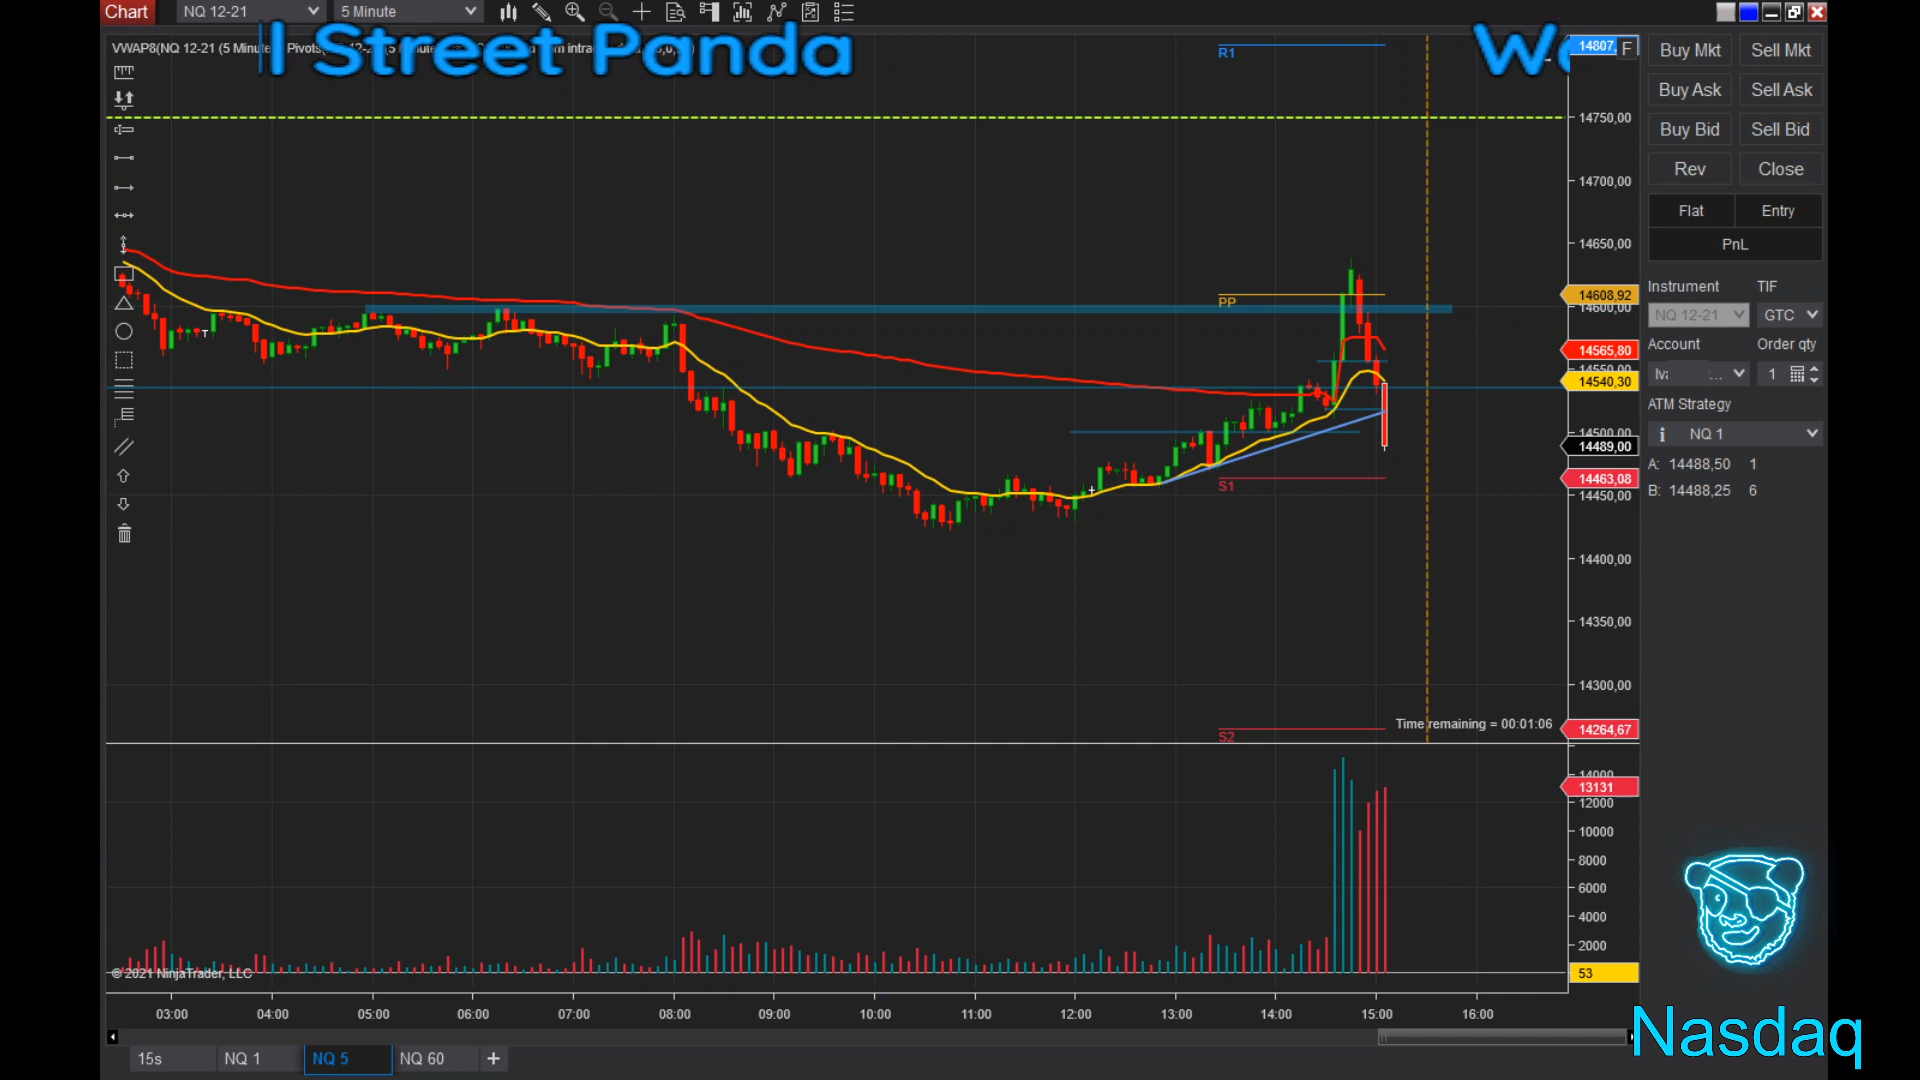 Chart NQ 12-21 5 Minute
l Street Panda
VWAP8(NQ 12-21 (5 Minute
R1
14807,
F
14750,00
14700,00
14650,00
PP
14608,92
14600,00
14565,80
14550,00
14540,30
14500,00
14489,00
S1
14463,08
14450,00
14400,00
14350,00
14300,00
Time remaining = 00:01:06
14264,67
S2
14000
13131
12000
10000
8000
6000
4000
2000
53
© 2021 NinjaTrader, LLC
03:00 04:00 05:00 06:00 07:00 08:00 09:00 10:00 11:00 12:00 13:00 14:00 15:00 16:00
15s NQ 1 NQ 5 NQ 60 +
Buy Mkt Sell Mkt
Buy Ask Sell Ask
Buy Bid Sell Bid
Rev Close
Flat Entry
PnL
Instrument TIF
NQ 12-21 GTC
Account Order qty
1
ATM Strategy
NQ 1
A: 14488,50 1
B: 14488,25 6
Nasdaq